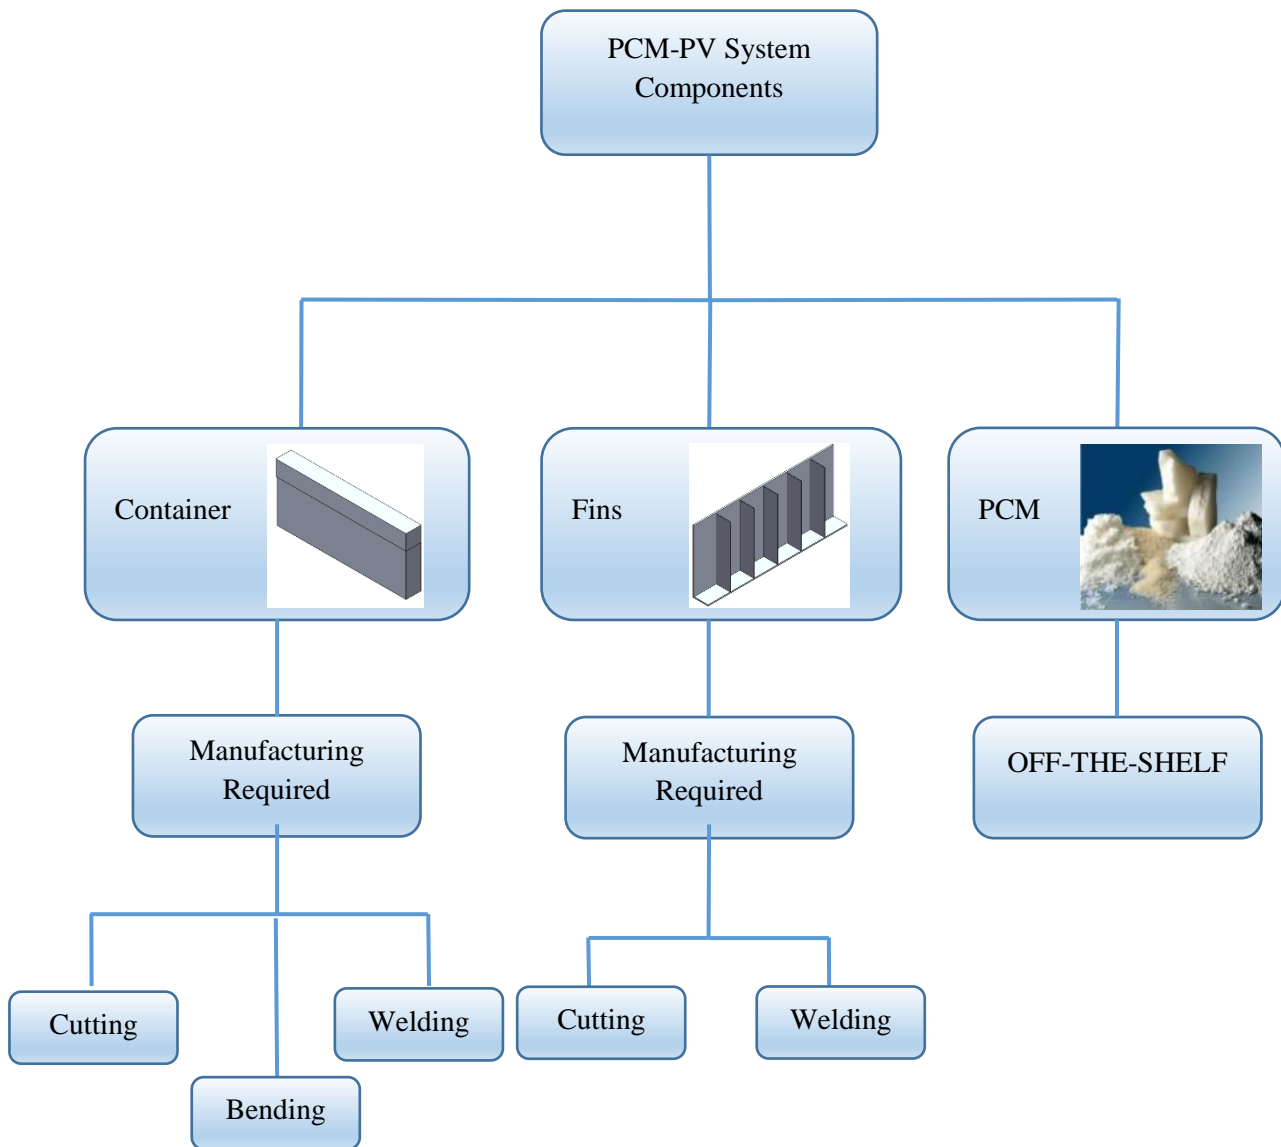 PCM-PV System
Components
Container
Fins
PCM
Manufacturing
Required
Manufacturing
Required
OFF-THE-SHELF
Cutting
Welding
Cutting
Welding
Bending